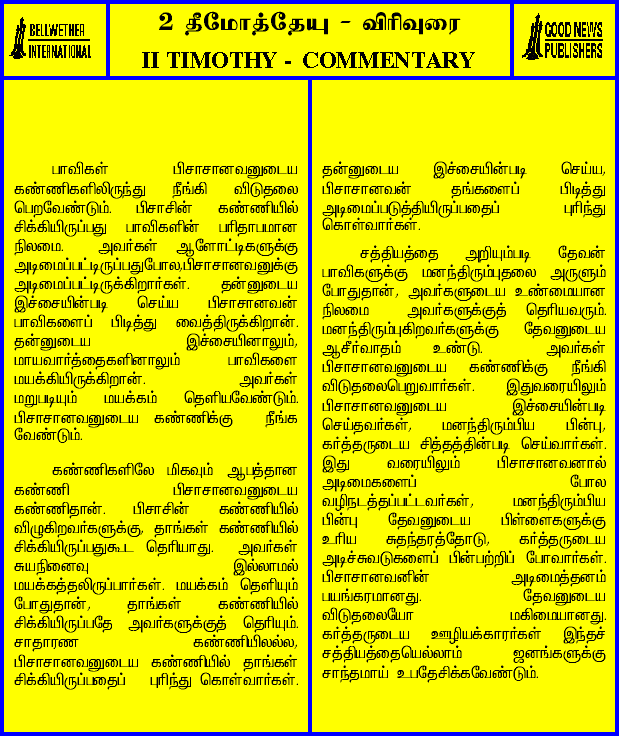 BELLWETHER
INTERNATIONAL
2 தீமோத்தேயு - விரிவுரை
II TIMOTHY - COMMENTARY
GOOD NEWS
PUBLISHERS
பாவிகள் பிசாசானவனுடைய
கண்ணிகளிலிருந்து நீங்கி விடுதலை
பெறவேண்டும். பிசாசின் கண்ணியில்
சிக்கியிருப்பது பாவிகளின் பரிதாபமான
நிலமை. அவர்கள் ஆளோட்டிகளுக்கு
அடிமைப்பட்டிருப்பதுபோல,பிசாசானவனுக்கு
அடிமைப்பட்டிருக்கிறார்கள். தன்னுடைய
இச்சையின்படி செய்ய பிசாசானவன்
பாவிகளைப் பிடித்து வைத்திருக்கிறான்.
தன்னுடைய இச்சையினாலும்,
மாயவார்த்தைகளினாலும் பாவிகளை
மயக்கியிருக்கிறான். அவர்கள்
மறுபடியும் மயக்கம் தெளியவேண்டும்.
பிசாசானவனுடைய கண்ணிக்கு நீங்க
வேண்டும்.
கண்ணிகளிலே மிகவும் ஆபத்தான
கண்ணி பிசாசானவனுடைய
கண்ணிதான். பிசாசின் கண்ணியில்
விழுகிறவர்களுக்கு, தாங்கள் கண்ணியில்
சிக்கியிருப்பதுகூட தெரியாது. அவர்கள்
சுயநினைவு இல்லாமல்
மயக்கத்தலிருப்பார்கள். மயக்கம் தெளியும்
போதுதான், தாங்கள் கண்ணியில்
சிக்கியிருப்பதே அவர்களுக்குத் தெரியும்.
சாதாரண கண்ணியிலல்ல,
பிசாசானவனுடைய கண்ணியில் தாங்கள்
சிக்கியிருப்பதைப் புரிந்து கொள்வார்கள்.
தன்னுடைய இச்சையின்படி செய்ய,
பிசாசானவன் தங்களைப் பிடித்து
அடிமைப்படுத்தியிருப்பதைப் புரிந்து
கொள்வார்கள்.
சத்தியத்தை அறியும்படி தேவன்
பாவிகளுக்கு மனந்திரும்புதலை அருளும்
போதுதான், அவர்களுடைய உண்மையான
நிலமை அவர்களுக்குத் தெரியவரும்.
மனந்திரும்புகிறவர்களுக்கு தேவனுடைய
ஆசீர்வாதம் உண்டு. அவர்கள்
பிசாசானவனுடைய கண்ணிக்கு நீங்கி
விடுதலைபெறுவார்கள். இதுவரையிலும்
பிசாசானவனுடைய இச்சையின்படி
செய்தவர்கள், மனந்திரும்பிய பின்பு,
கர்த்தருடைய சித்தத்தின்படி செய்வார்கள்.
இது வரையிலும் பிசாசானவனால்
அடிமைகளைப் போல
வழிநடத்தப்பட்டவர்கள், மனந்திரும்பிய
பின்பு தேவனுடைய பிள்ளைகளுக்கு
உரிய சுதந்தரத்தோடு, கர்த்தருடைய
அடிச்சுவடுகளைப் பின்பற்றிப் போவார்கள்.
பிசாசானவனின் அடிமைத்தனம்
பயங்கரமானது. தேவனுடைய
விடுதலையோ மகிமையானது.
கர்த்தருடைய ஊழியக்காரர்கள் இந்தச்
சத்தியத்தையெல்லாம் ஜனங்களுக்கு
சாந்தமாய் உபதேசிக்கவேண்டும்.